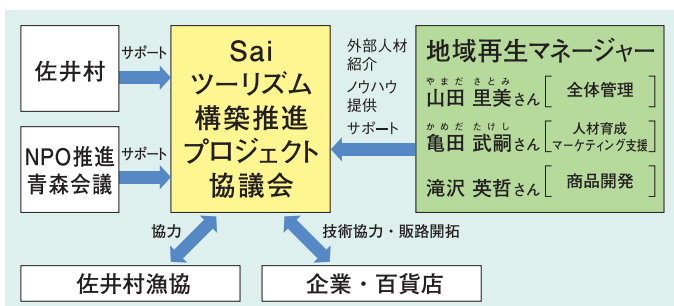 佐井村
サポート
NPO推進
青森会議
サポート
Sai
ツーリズム
構築推進
プロジェクト
協議会
外部人材
紹介
ノウハウ
提供
サポート
地域再生マネージャー
やまだ さとみ
山田 里美さん［全体管理］
かめだ たけし
亀田 武嗣さん［人材育成
マーケティング支援］
滝沢 英哲さん［商品開発］
協力
技術協力・販路開拓
佐井村漁協
企業・百貨店